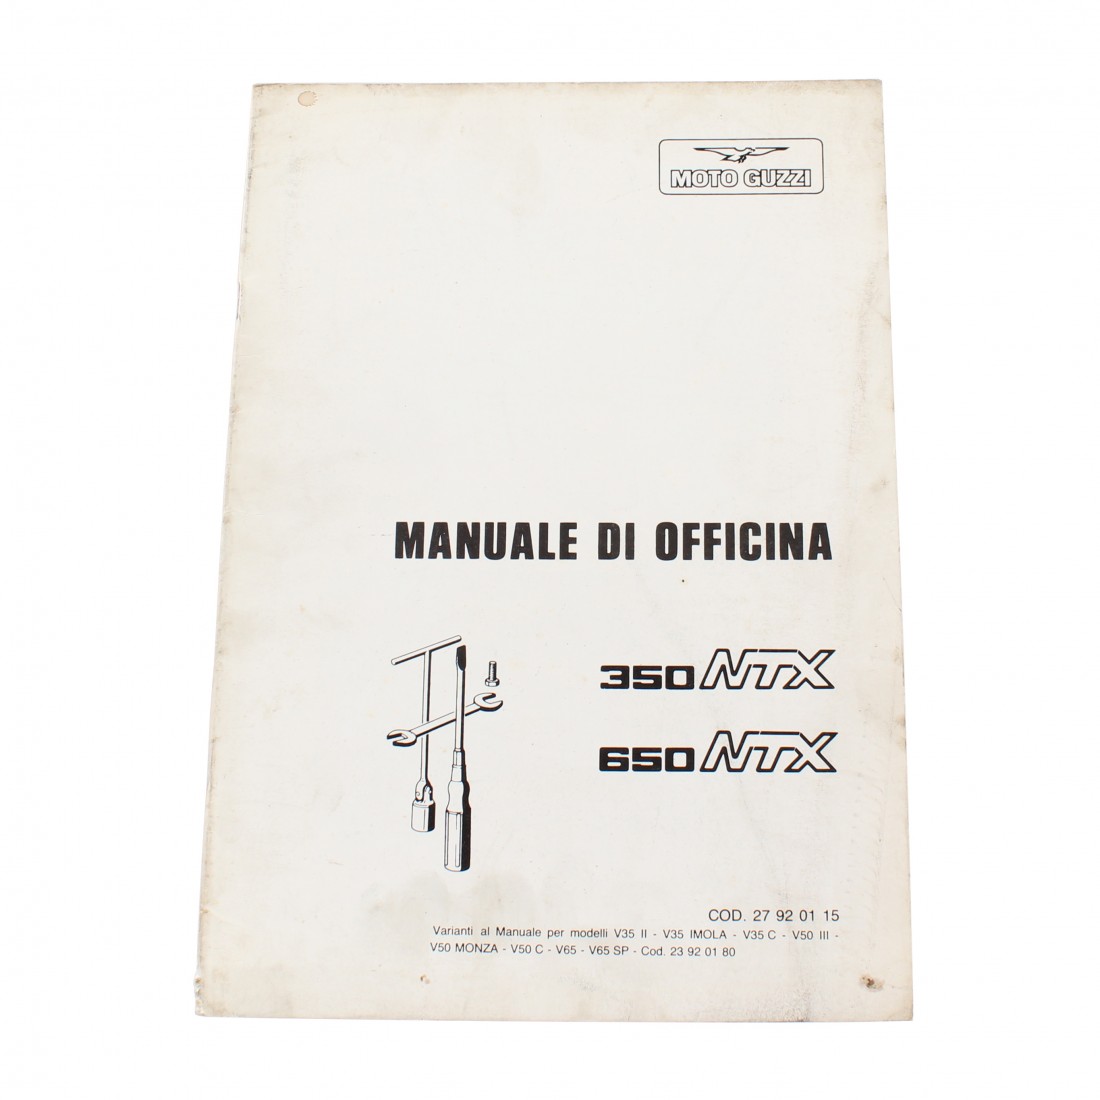 MOTO GUZZI
MANUALE DI OFFICINA
350 NTX
650 NTX
COD. 27 92 01 15
Varianti al Manuale per modelli V35 II - V35 IMOLA - V35 C - V50 III -
V50 MONZA - V50 C - V65 - V65 SP - Cod. 23 92 01 80